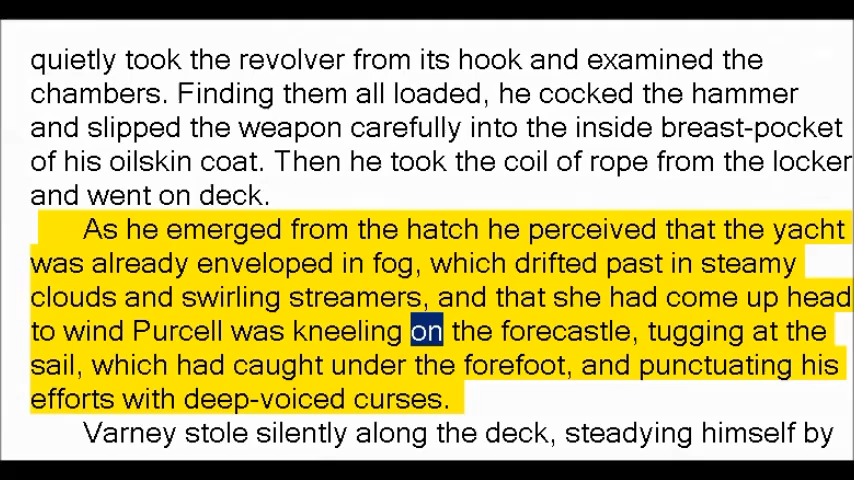 quietly took the revolver from its hook and examined the
chambers. Finding them all loaded, he cocked the hammer
and slipped the weapon carefully into the inside breast-pocket
of his oilskin coat. Then he took the coil of rope from the locker
and went on deck.
As he emerged from the hatch he perceived that the yacht
was already enveloped in fog, which drifted past in steamy
clouds and swirling streamers, and that she had come up head
to wind Purcell was kneeling on the forecastle, tugging at the
sail, which had caught under the forefoot, and punctuating his
efforts with deep-voiced curses.
Varney stole silently along the deck, steadying himself by